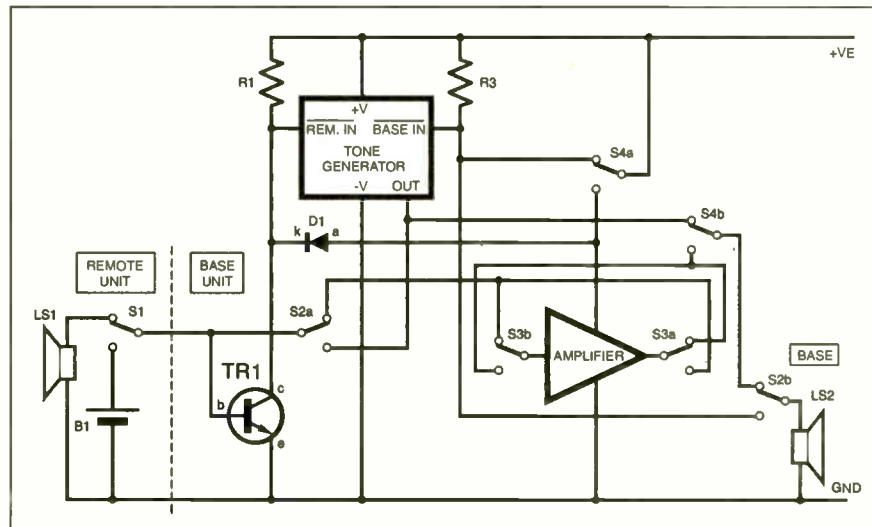 +VE
R1
R3
+V
REM. IN
BASE IN
TONE
GENERATOR
-V
OUT
S4a
S4b
D1
k
a
REMOTE
UNIT
BASE
UNIT
LS1
S1
S2a
S3b
AMPLIFIER
S3a
BASE
TR1
c
b
e
B1
S2b
LS2
GND